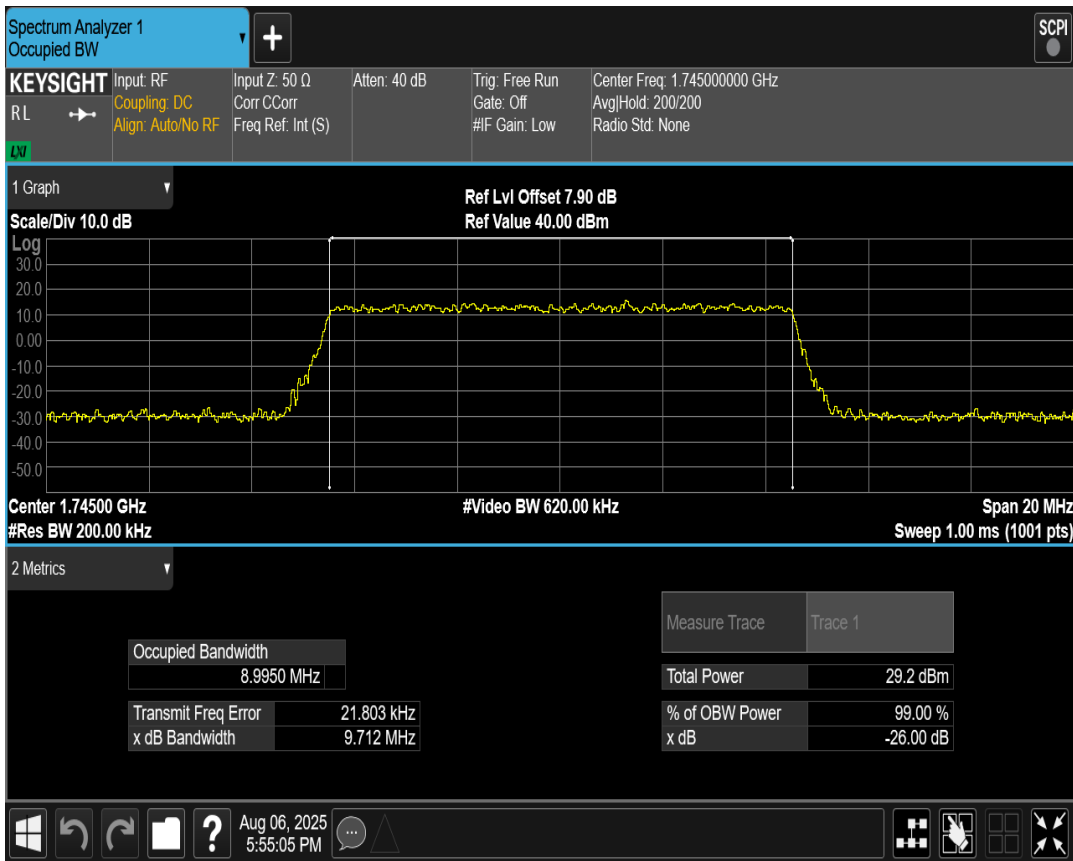 Spectrum Analyzer 1
Occupied BW
+
SCPI
KEYSIGHT
RL
LXI
Input: RF
Coupling: DC
Align: Auto/No RF
Input Z: 50 Ω
Corr CCorr
Freq Ref: Int (S)
Atten: 40 dB
Trig: Free Run
Gate: Off
#IF Gain: Low
Center Freq: 1.745000000 GHz
Avg|Hold: 200/200
Radio Std: None
1 Graph
Scale/Div 10.0 dB
Ref Lvl Offset 7.90 dB
Ref Value 40.00 dBm
Log
30.0
20.0
10.0
0.00
-10.0
-20.0
-30.0
-40.0
-50.0
Center 1.74500 GHz
#Video BW 620.00 kHz
Span 20 MHz
#Res BW 200.00 kHz
Sweep 1.00 ms (1001 pts)
2 Metrics
Measure Trace Trace 1
Occupied Bandwidth
8.9950 MHz
Total Power 29.2 dBm
Transmit Freq Error 21.803 kHz
% of OBW Power 99.00 %
x dB Bandwidth 9.712 MHz
x dB -26.00 dB
?
Aug 06, 2025
5:55:05 PM